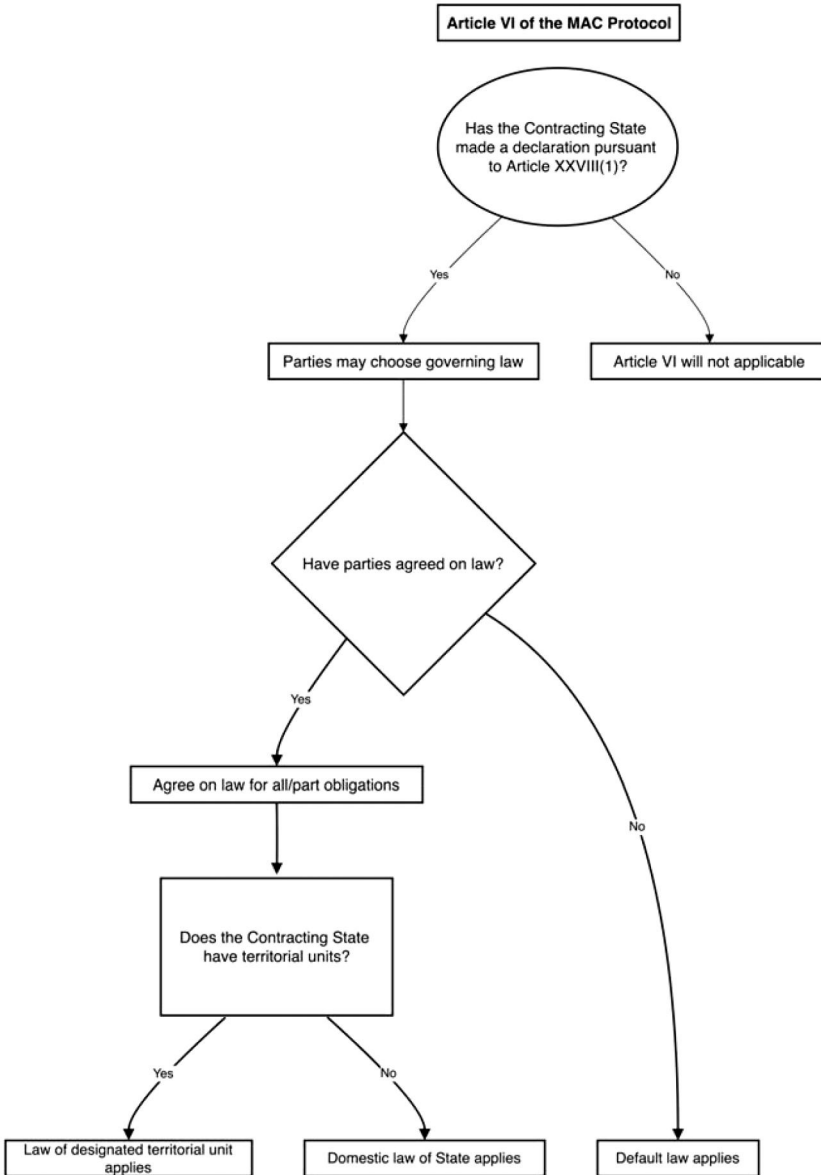 Article VI of the MAC Protocol
Has the Contracting State
made a declaration pursuant
to Article XXVIII(1)?
Yes
No
Parties may choose governing law
Article VI will not applicable
Have parties agreed on law?
Yes
Agree on law for all/part obligations
No
Does the Contracting State
have territorial units?
Yes
No
Law of designated territorial unit
applies
Domestic law of State applies
Default law applies